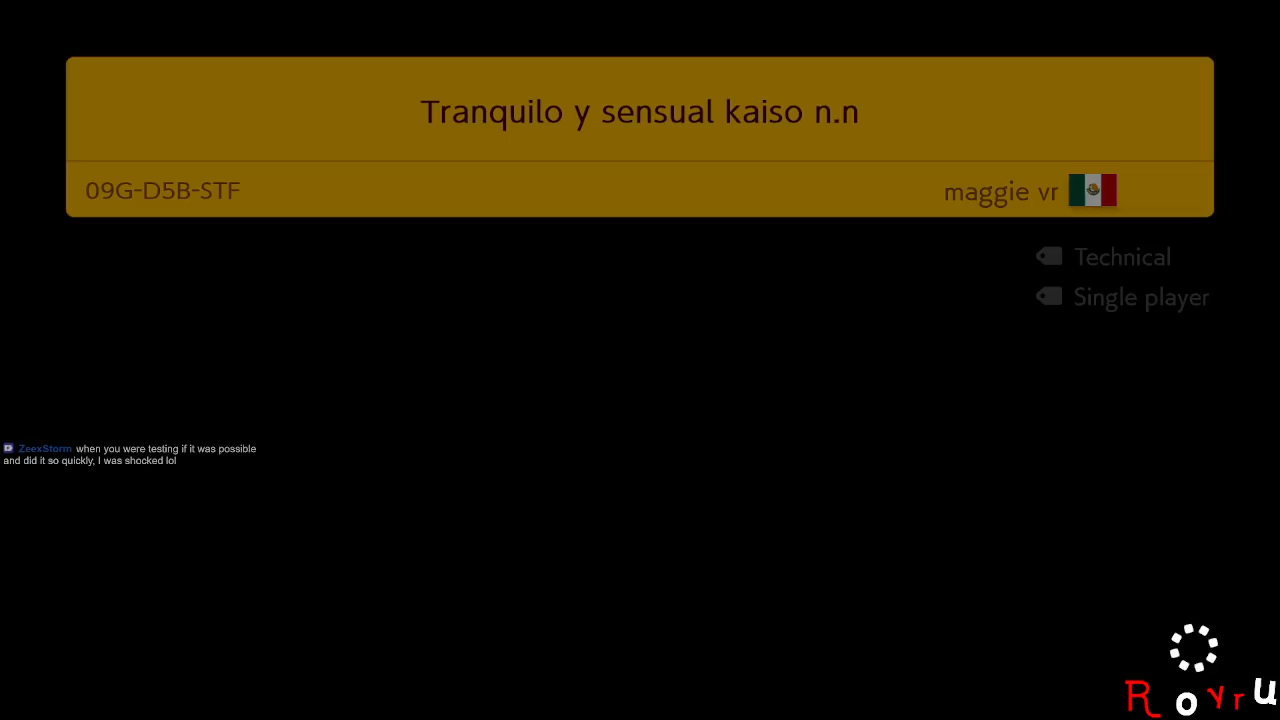 Tranquilo y sensual kaiso n.n
09G-D5B-STF
maggie vr
Technical
Single player
ZeexStorm when you were testing if it was possible
and did it so quickly, I was shocked lol
Royru